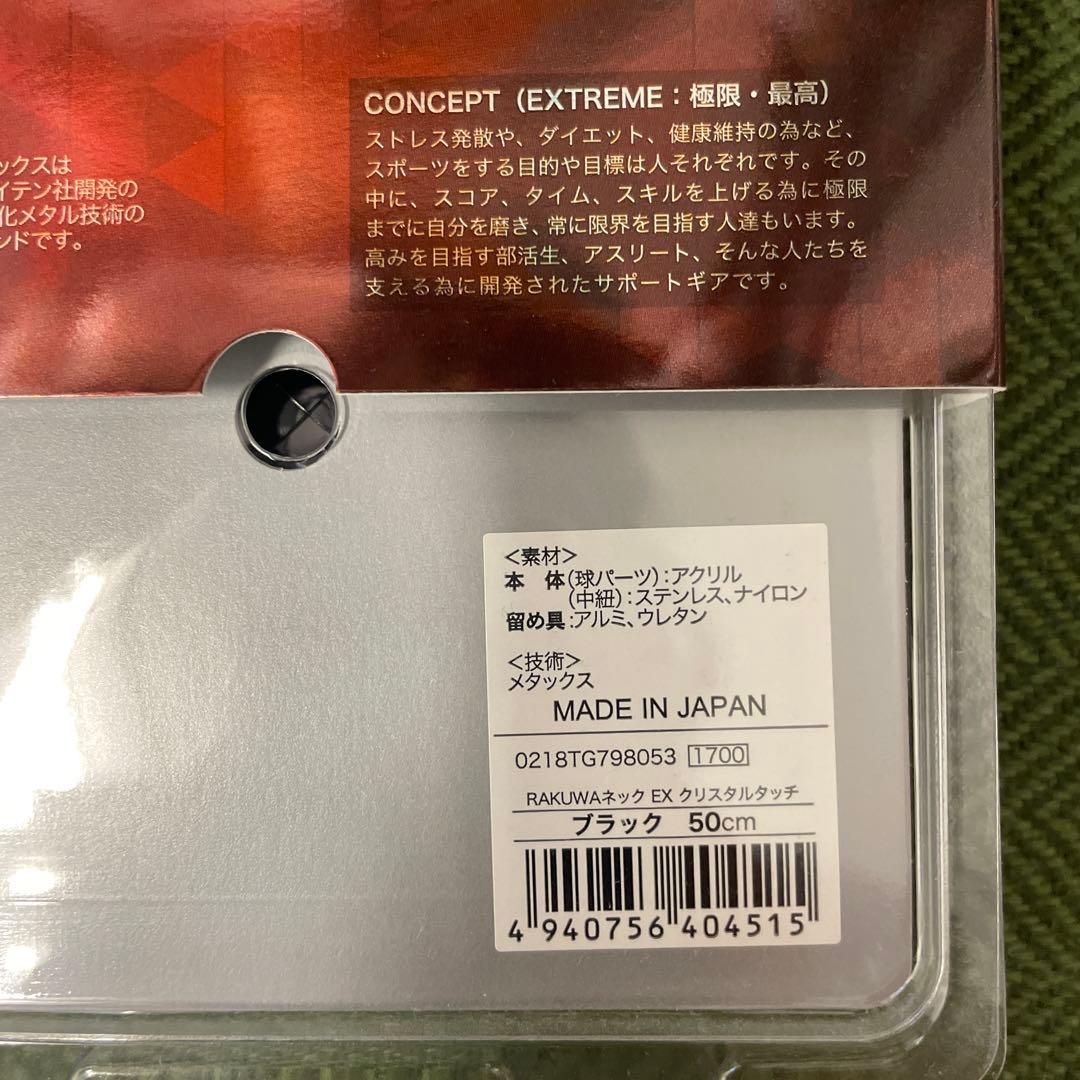 ックスは
イテン社開発の
化メタル技術の
ンドです。
CONCEPT（EXTREME：極限・最高）
ストレス発散や、ダイエット、健康維持の為など、
スポーツをする目的や目標は人それぞれです。その
中に、スコア、タイム、スキルを上げる為に極限
までに自分を磨き、常に限界を目指す人達もいます。
高みを目指す部活生、アスリート、そんな人たちを
支える為に開発されたサポートギアです。
＜素材＞
本　体（球パーツ）：アクリル
（中紐）：ステンレス、ナイロン
留め具：アルミ、ウレタン
＜技術＞
メタックス
MADE IN JAPAN
0218TG798053 1700
RAKUWAネック EX クリスタルタッチ
ブラック　50cm
4 940756 404515